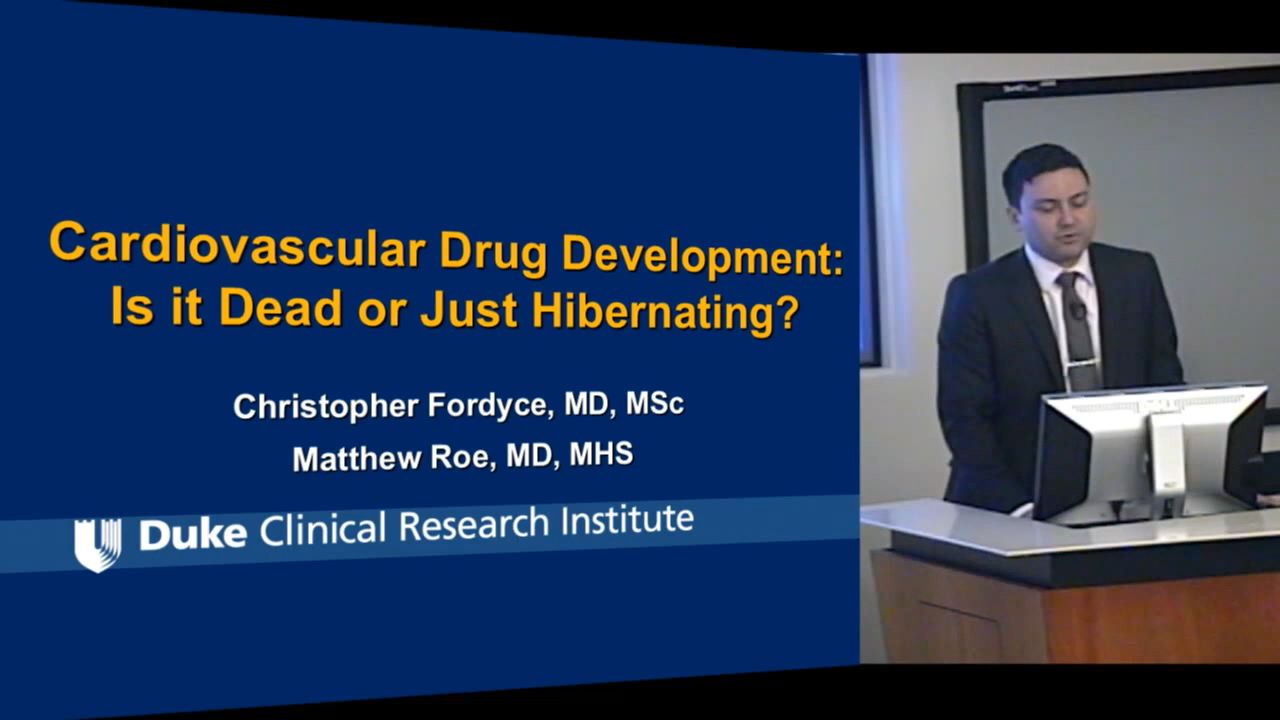 Cardiovascular Drug Development:
Is it Dead or Just Hibernating?
Christopher Fordyce, MD, MSc
Matthew Roe, MD, MHS
Duke Clinical Research Institute